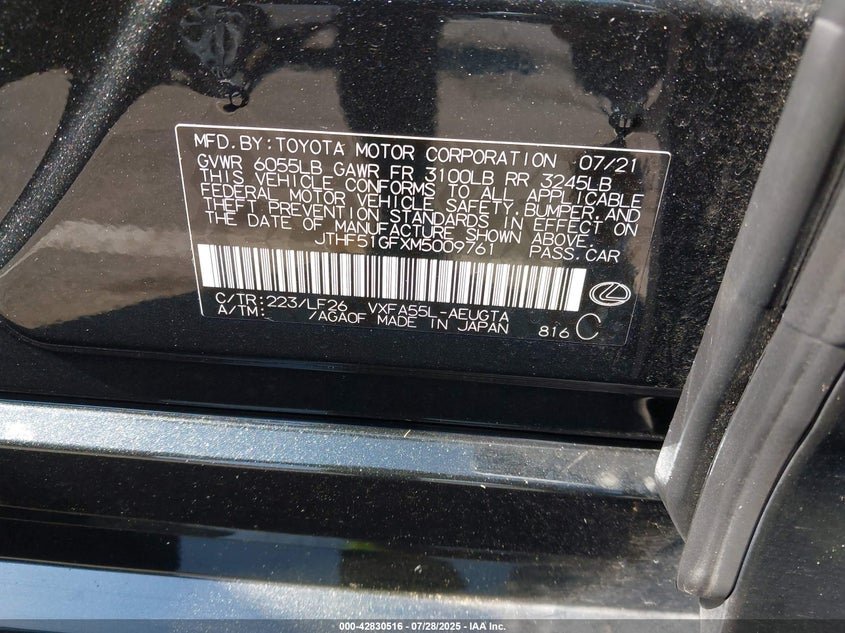 MFD.BY:TOYOTA MOTOR CORPORATION 07/21
GVWR 6055LB GAWR FR 3100LB RR 3245LB
THIS VEHICLE CONFORMS TO ALL APPLICABLE
FEDERAL MOTOR VEHICLE SAFETY,BUMPER,AND
THEFT PREVENTION STANDARDS IN EFFECT ON
THE DATE OF MANUFACTURE SHOWN ABOVE.
JTHF51GFXM5009761 PASS.CAR
C/TR:223/LF26 VXFA55L-AEUGTA
A/TM: /AGA0F MADE IN JAPAN 816 C
000-42830516 - 07/28/2025 - IAA Inc.